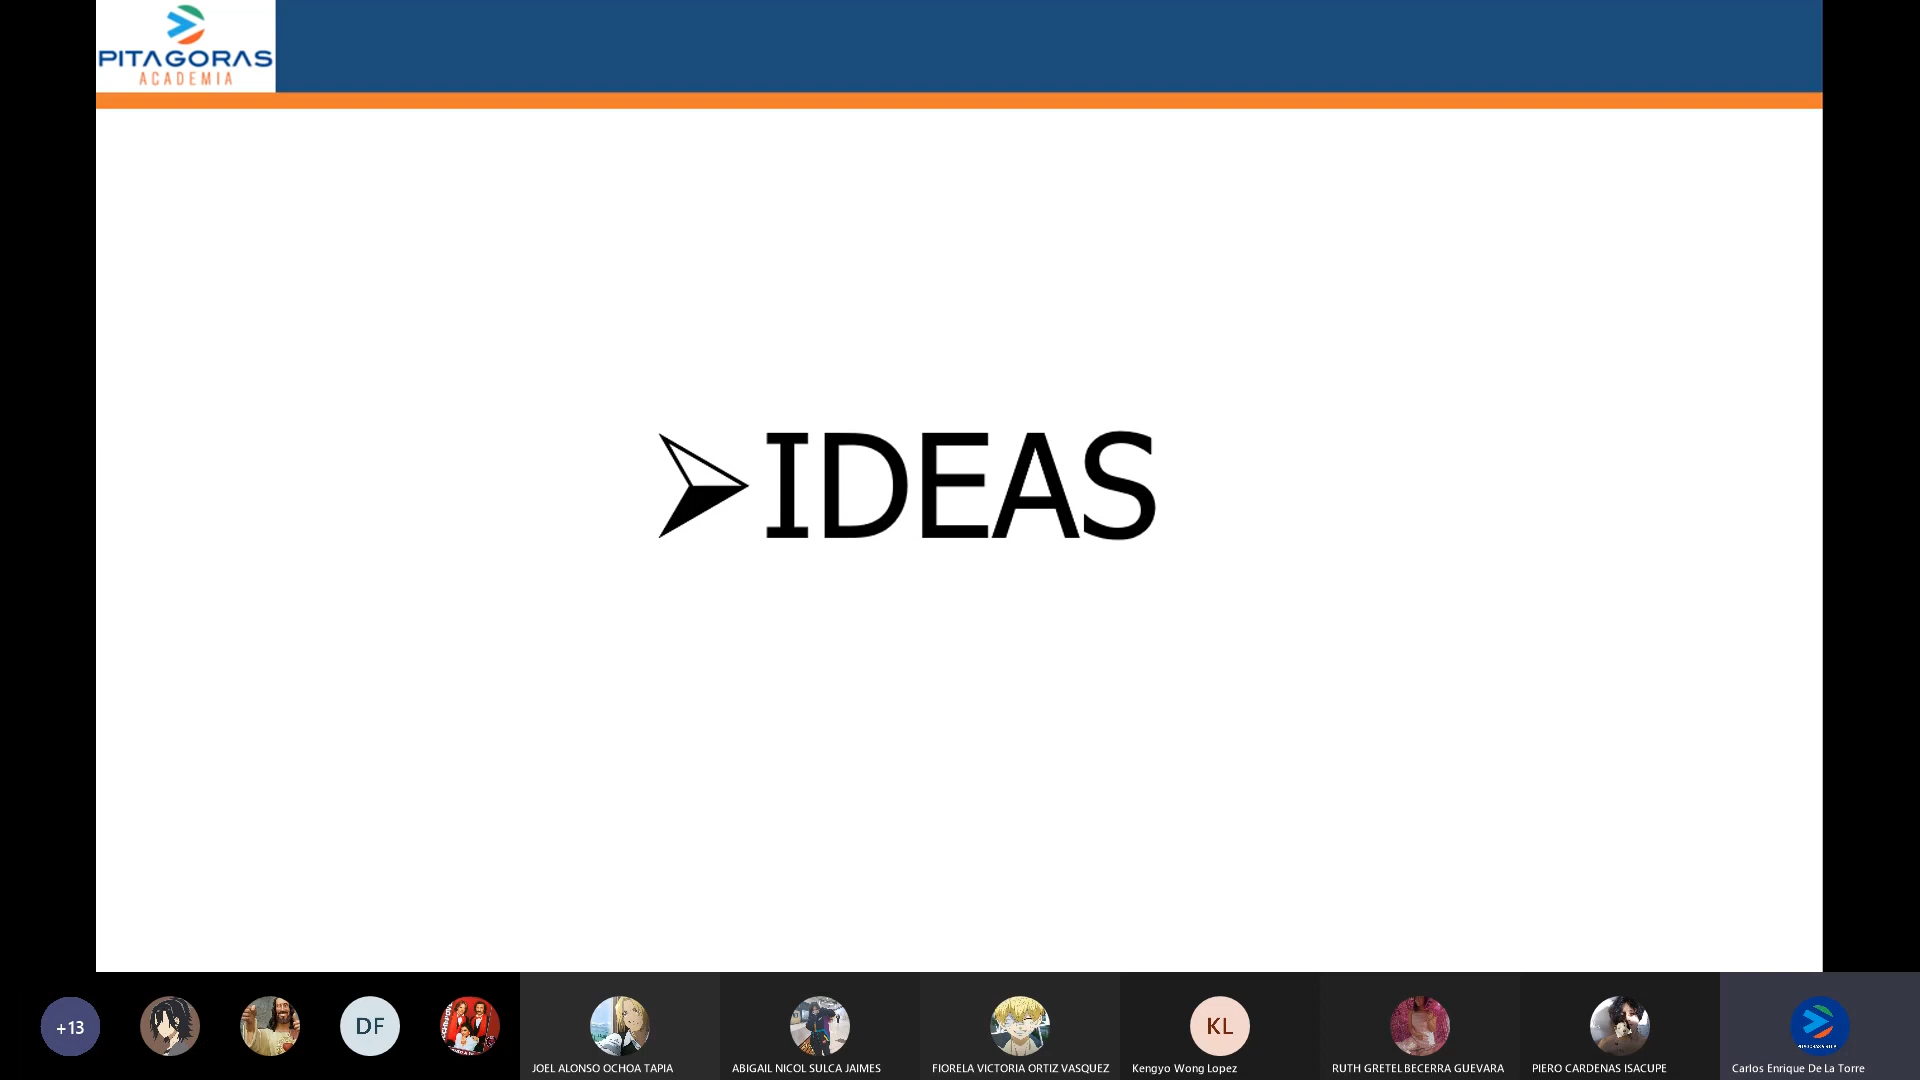 PITAGORAS
ACADEMIA
➢IDEAS
+13
DF
KL
JOEL ALONSO OCHOA TAPIA
ABIGAIL NICOL SULCA JAIMES
FIORELA VICTORIA ORTIZ VASQUEZ
Kengyo Wong Lopez
RUTH GRETEL BECERRA GUEVARA
PIERO CARDENAS ISACUPE
Carlos Enrique De La Torre